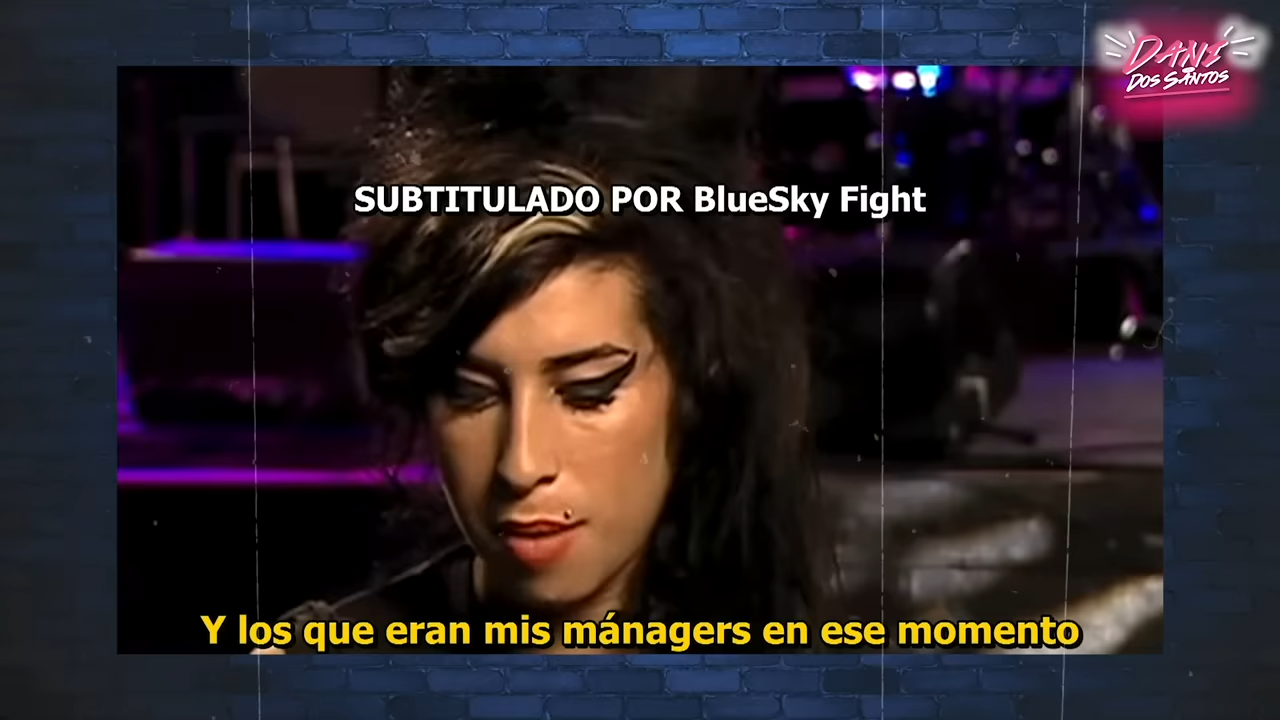 DANI
DOS SANTOS
SUBTITULADO POR BlueSky Fight
Y los que eran mis mánagers en ese momento